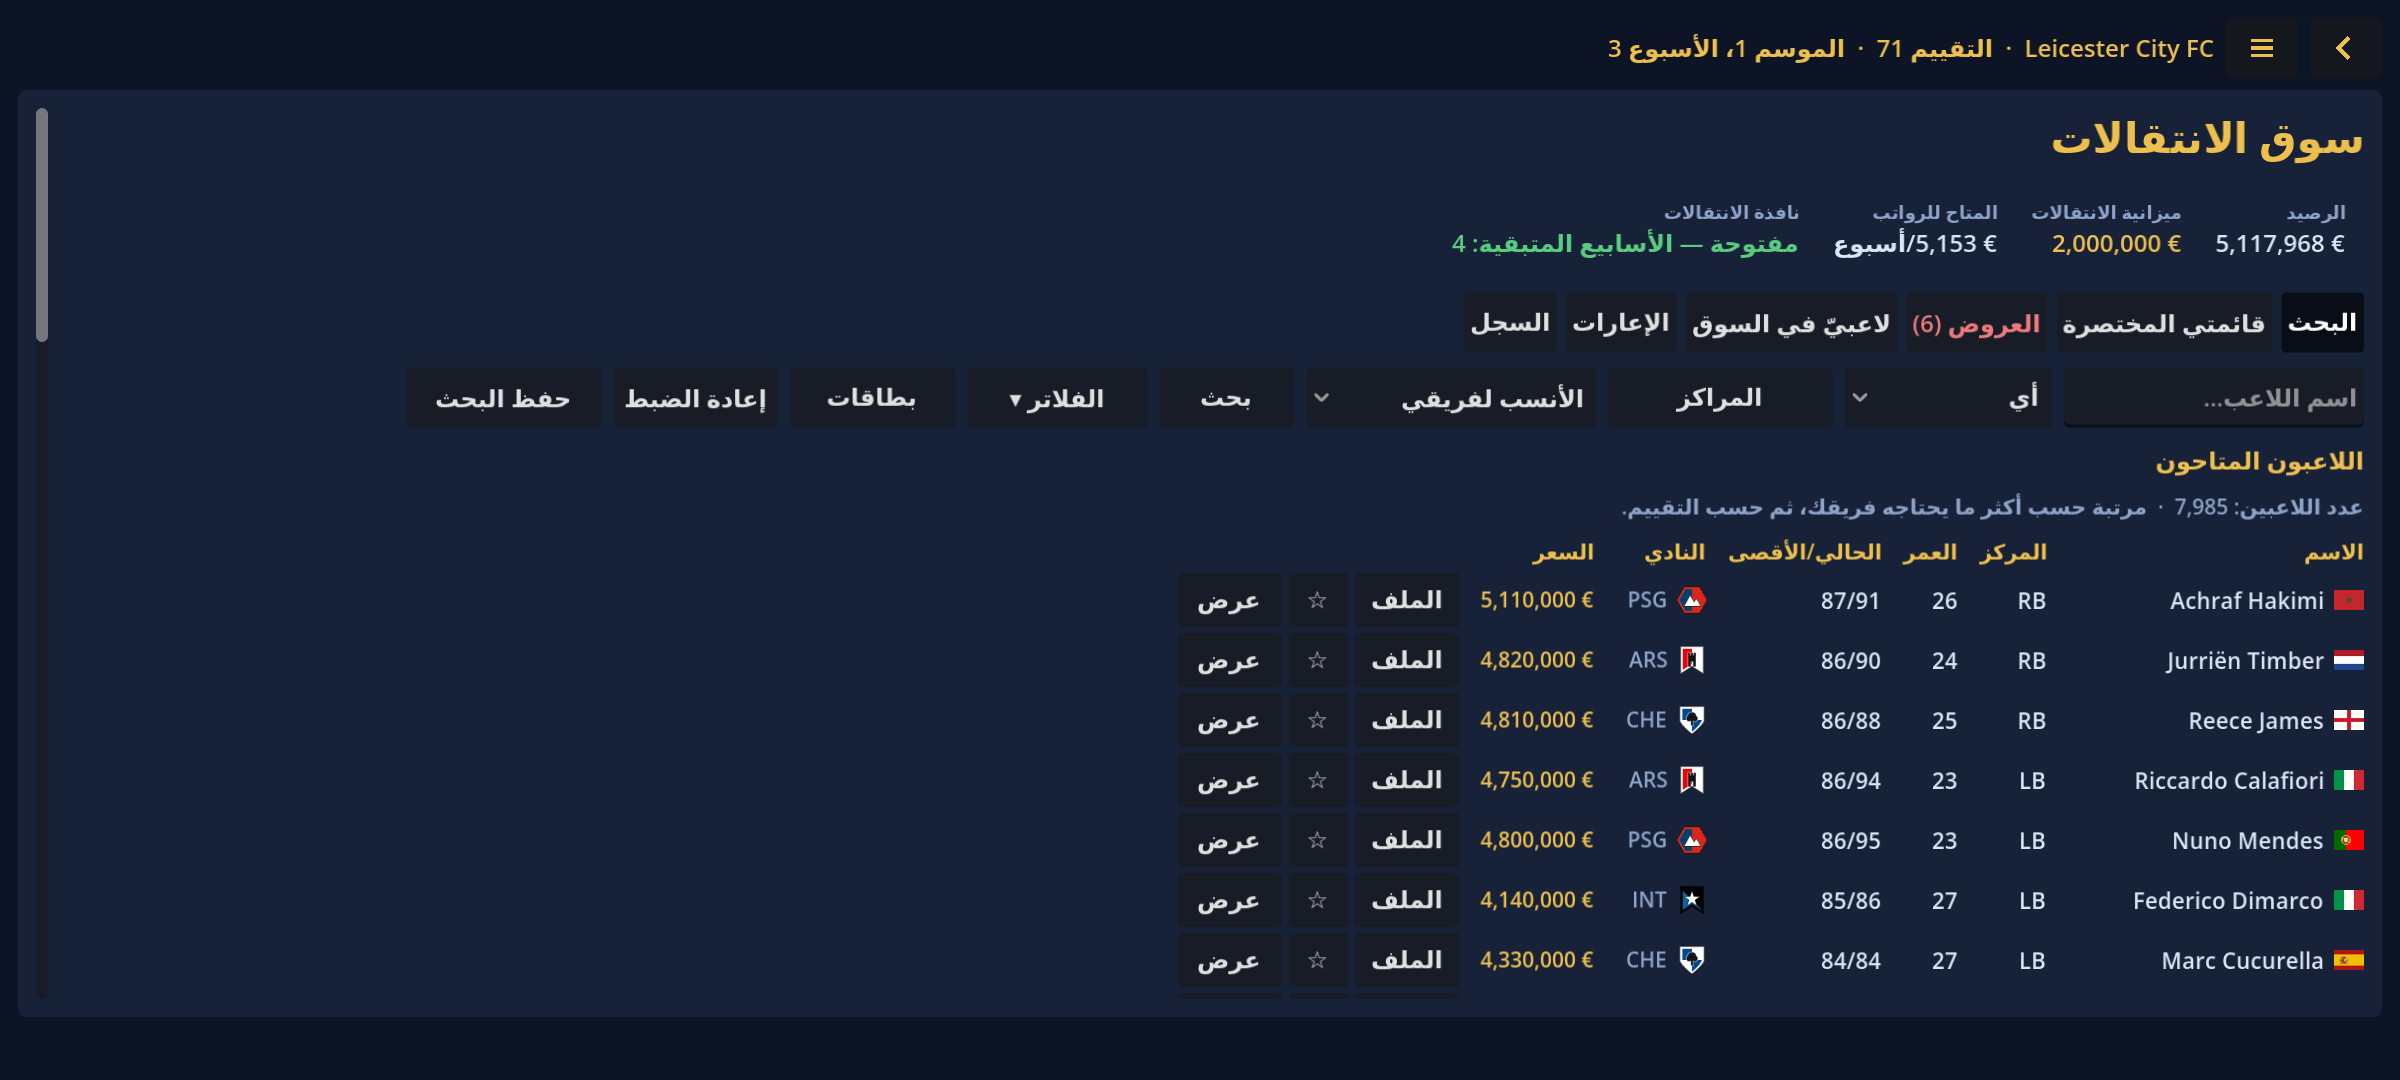 Leicester City FC · التقييم 71 · الموسم 1، الأسبوع 3
سوق الانتقالات
الرصيد ميزانية الانتقالات المتاح للرواتب نافذة الانتقالات
5,117,968 € 2,000,000 € 5,153 €/أسبوع مفتوحة — الأسابيع المتبقية: 4
البحث قائمتي المختصرة العروض (6) لاعبيّ في السوق الإعارات السجل
اسم اللاعب... أي المراكز الأنسب لفريقي بحث الفلاتر ▾ بطاقات إعادة الضبط حفظ البحث
اللاعبون المتاحون
عدد اللاعبين: 7,985 · مرتبة حسب أكثر ما يحتاجه فريقك، ثم حسب التقييم.
الاسم المركز العمر الحالي/الأقصى النادي السعر
Achraf Hakimi RB 26 87/91 PSG 5,110,000 € الملف ☆ عرض
Jurriën Timber RB 24 86/90 ARS 4,820,000 € الملف ☆ عرض
Reece James RB 25 86/88 CHE 4,810,000 € الملف ☆ عرض
Riccardo Calafiori LB 23 86/94 ARS 4,750,000 € الملف ☆ عرض
Nuno Mendes LB 23 86/95 PSG 4,800,000 € الملف ☆ عرض
Federico Dimarco LB 27 85/86 INT 4,140,000 € الملف ☆ عرض
Marc Cucurella LB 27 84/84 CHE 4,330,000 € الملف ☆ عرض